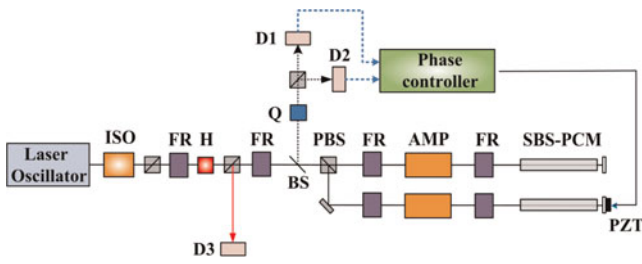 D1
D2
Phase
controller
Q
ISO
FR
H
FR
PBS
FR
AMP
FR
SBS-PCM
Laser
Oscillator
BS
D3
PZT